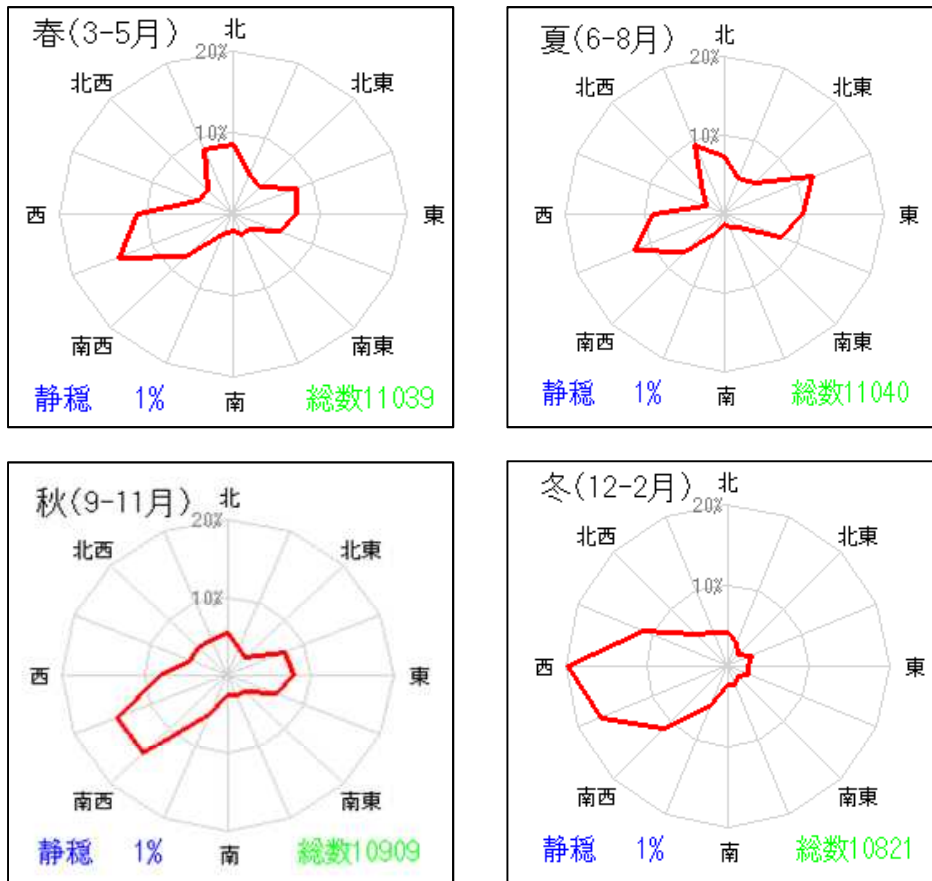 春(3-5月)
北
20%
北西
北東
10%
西
東
南西
南東
静穏 1%
南
総数11039
夏(6-8月)
北
20%
北西
北東
10%
西
東
南西
南東
静穏 1%
南
総数11040
秋(9-11月)
北
20%
北西
北東
10%
西
東
南西
南東
静穏 1%
南
総数10909
冬(12-2月)
北
20%
北西
北東
10%
西
東
南西
南東
静穏 1%
南
総数10821